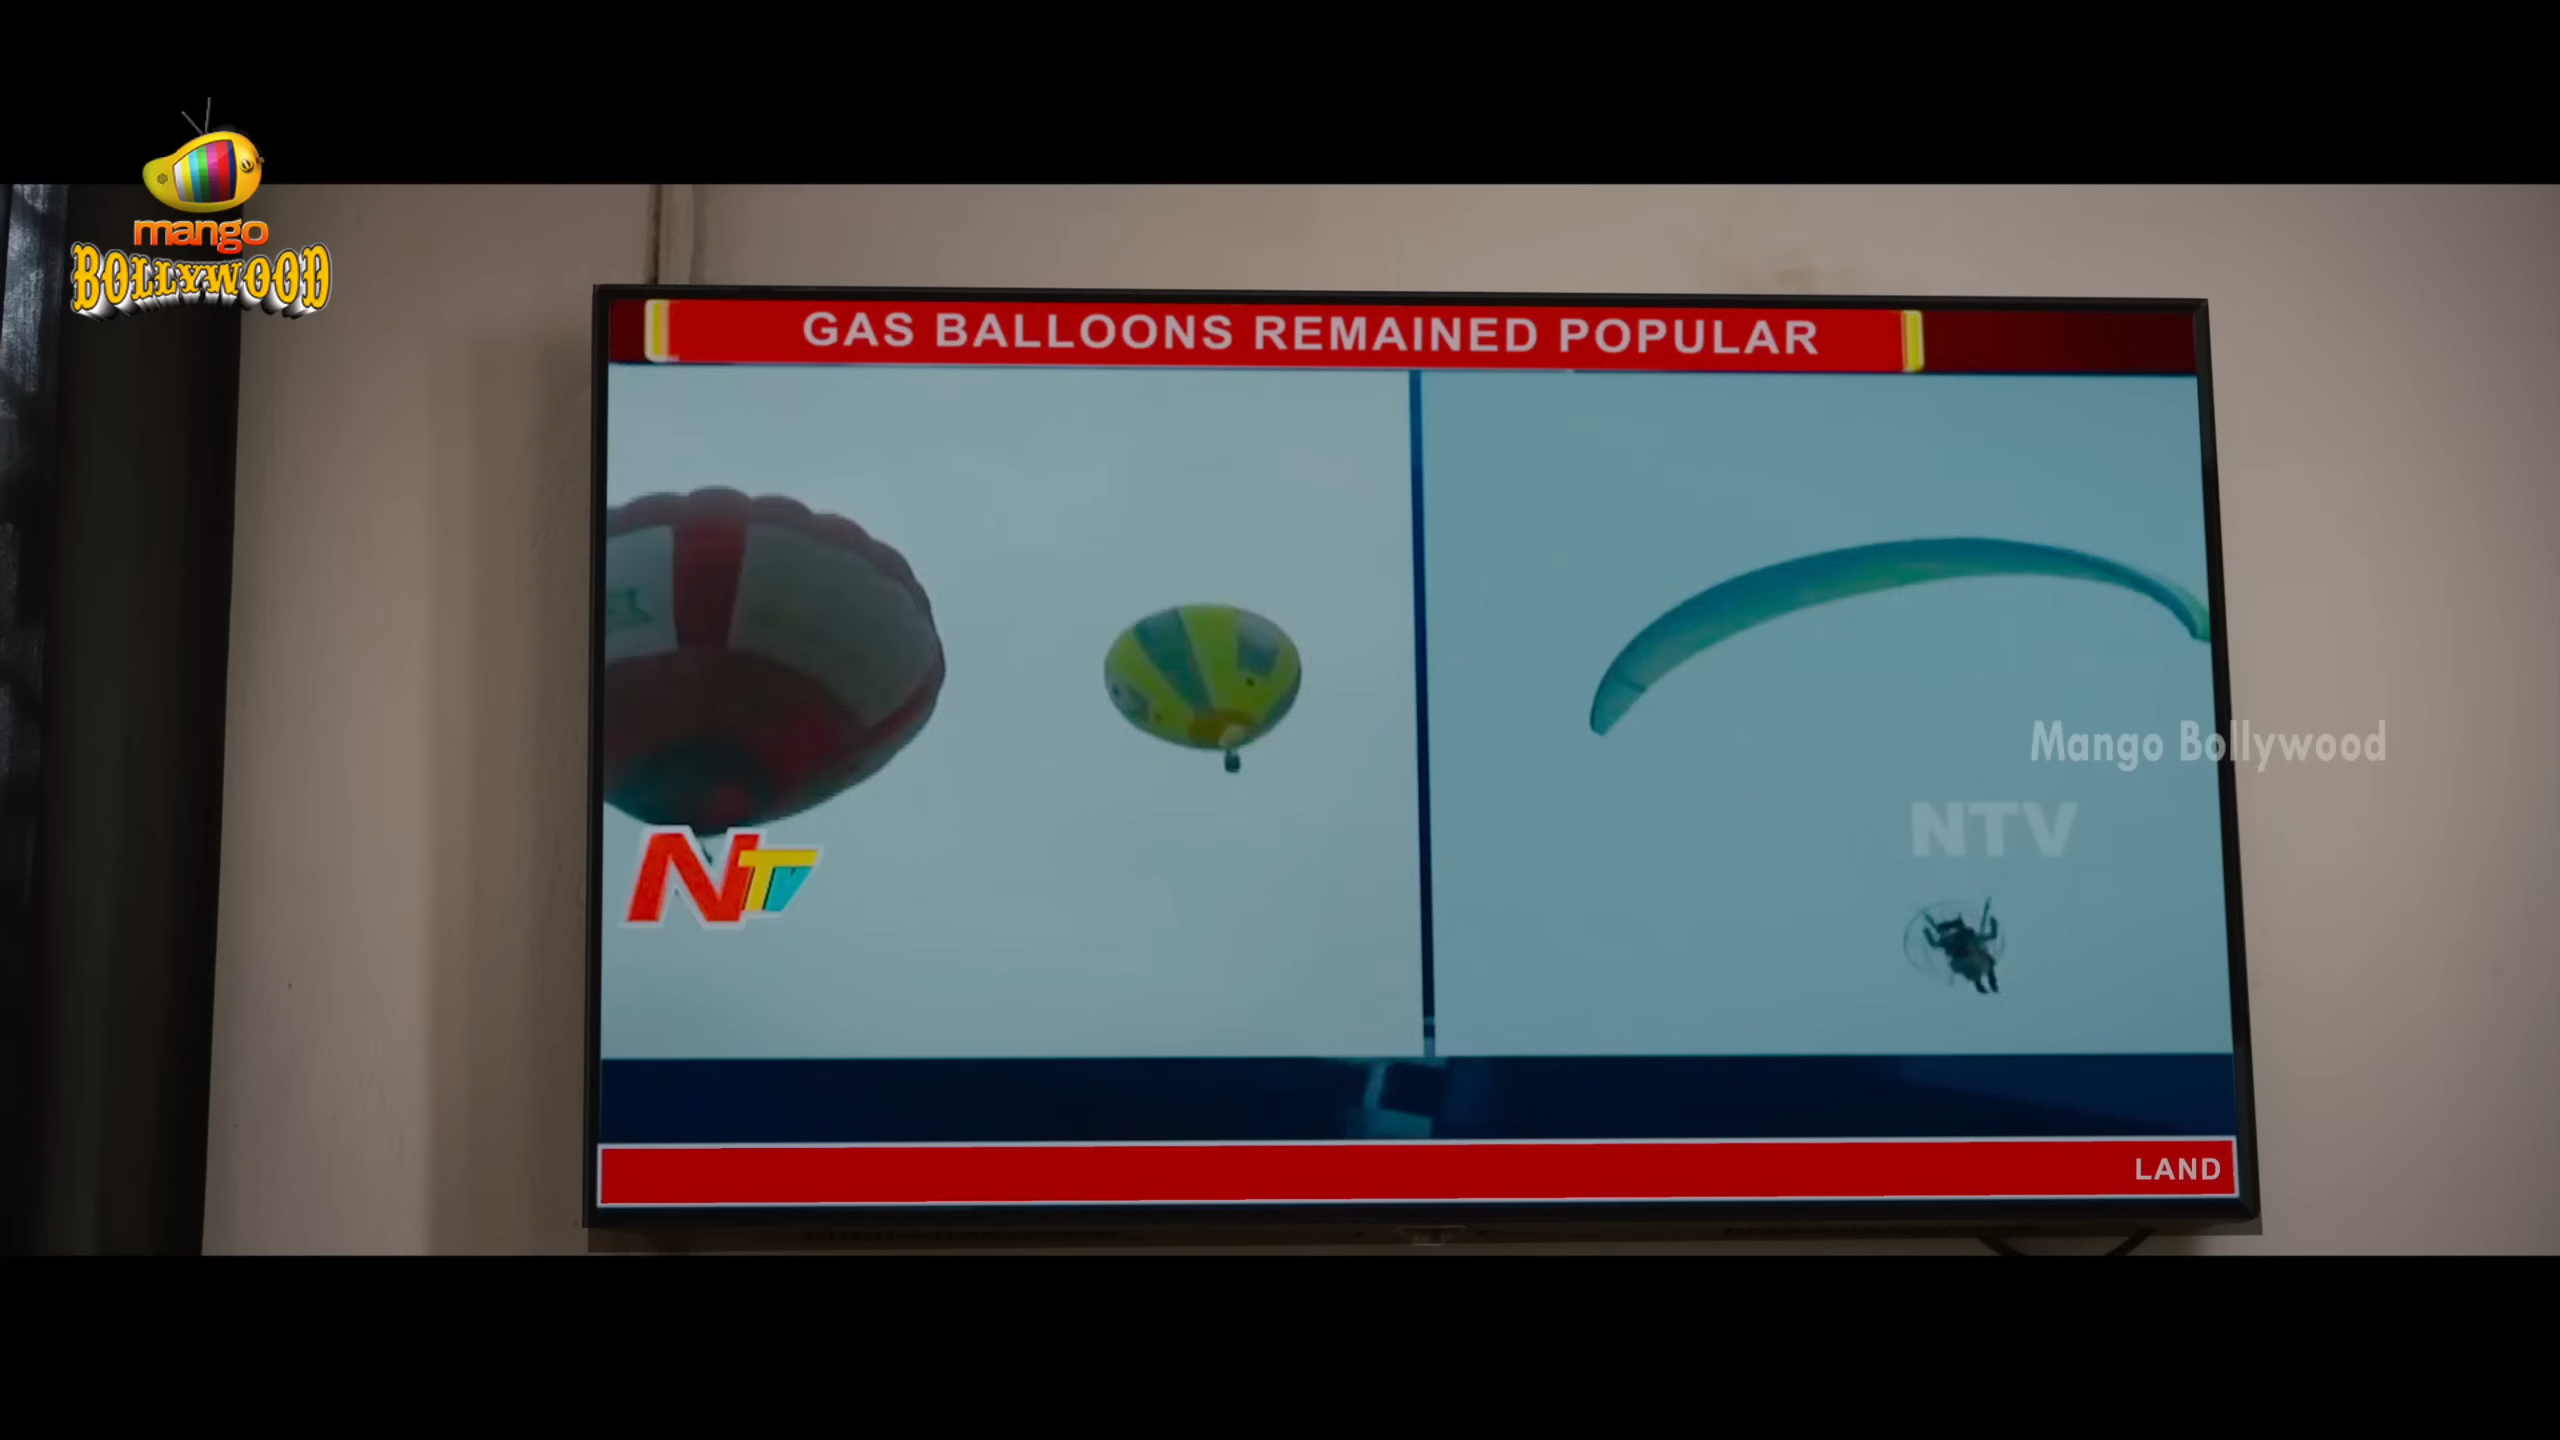 mango
BOLLYWOOD
GAS BALLOONS REMAINED POPULAR
Mango Bollywood
NTV
NTV
LAND